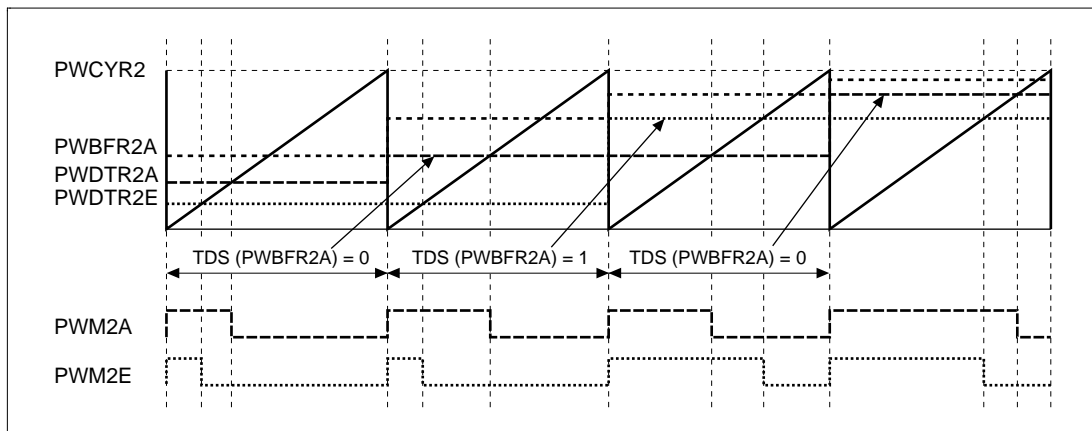 PWCYR2
PWBFR2A
PWDTR2A
PWDTR2E
TDS (PWBFR2A) = 0
TDS (PWBFR2A) = 1
TDS (PWBFR2A) = 0
PWM2A
PWM2E